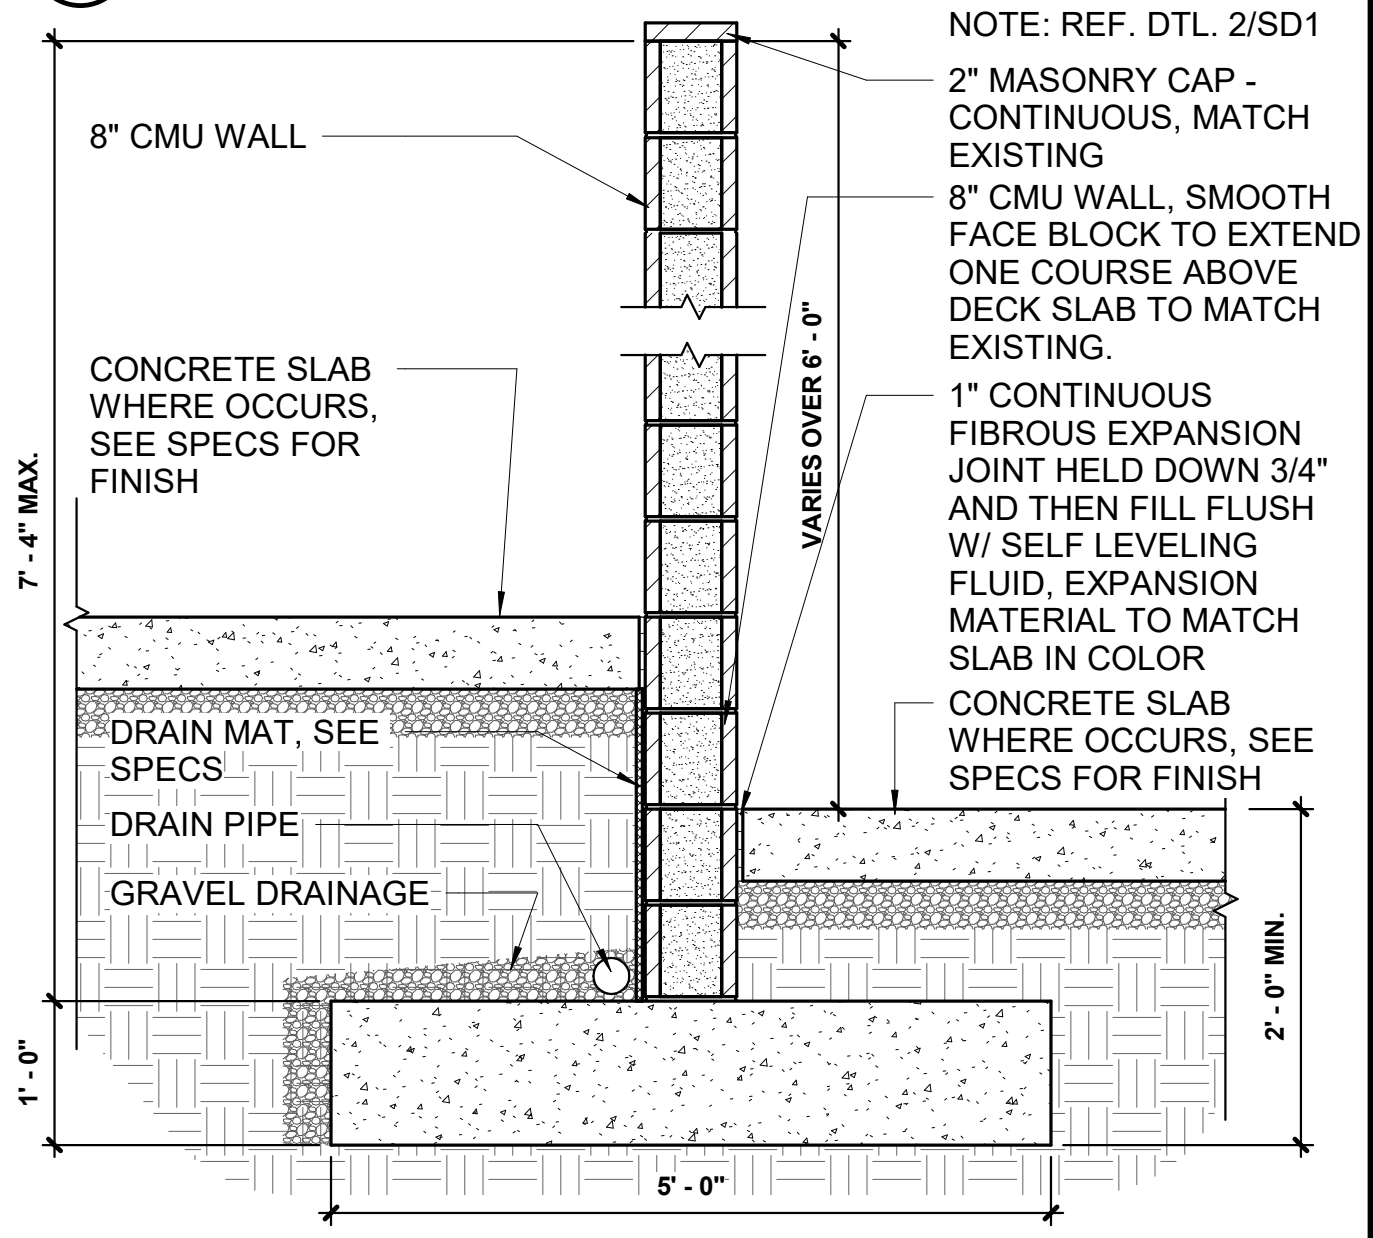 NOTE: REF. DTL. 2/SD1
2" MASONRY CAP -
CONTINUOUS, MATCH
EXISTING
8" CMU WALL
8" CMU WALL, SMOOTH
FACE BLOCK TO EXTEND
ONE COURSE ABOVE
DECK SLAB TO MATCH
EXISTING.
CONCRETE SLAB
WHERE OCCURS,
SEE SPECS FOR
FINISH
1" CONTINUOUS
FIBROUS EXPANSION
JOINT HELD DOWN 3/4"
AND THEN FILL FLUSH
W/ SELF LEVELING
FLUID, EXPANSION
MATERIAL TO MATCH
SLAB IN COLOR
VARIES OVER 6' - 0"
7' - 4" MAX.
CONCRETE SLAB
WHERE OCCURS, SEE
SPECS FOR FINISH
DRAIN MAT, SEE
SPECS
DRAIN PIPE
GRAVEL DRAINAGE
2' - 0" MIN.
1' - 0"
5' - 0"